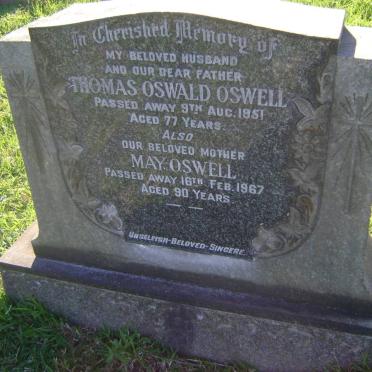 In Cherished Memory of
MY BELOVED HUSBAND
AND OUR DEAR FATHER
THOMAS OSWALD OSWELL
PASSED AWAY 9TH AUG. 1951
AGED 77 YEARS.
ALSO
OUR BELOVED MOTHER
MAY OSWELL
PASSED AWAY 16TH FEB. 1967
AGED 90 YEARS
UNSELFISH-BELOVED-SINCERE.